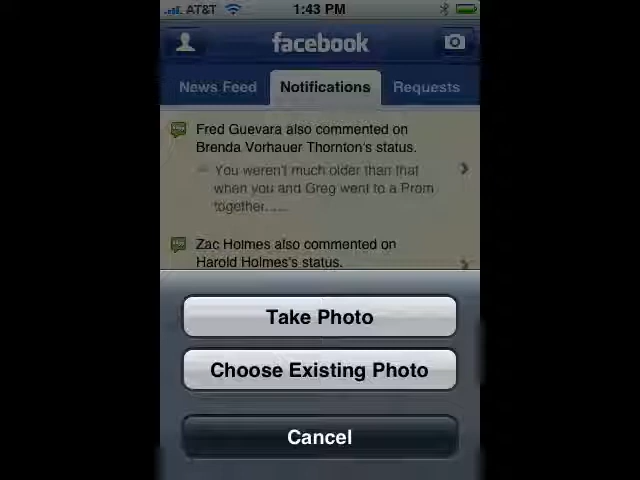 AT&T 1:43 PM
facebook
News Feed Notifications Requests
Fred Guevara also commented on
Brenda Vorhauer Thornton's status.
You weren't much older than that
when you and Greg went to a Prom
together......
Zac Holmes also commented on
Harold Holmes's status.
Take Photo
Choose Existing Photo
Cancel